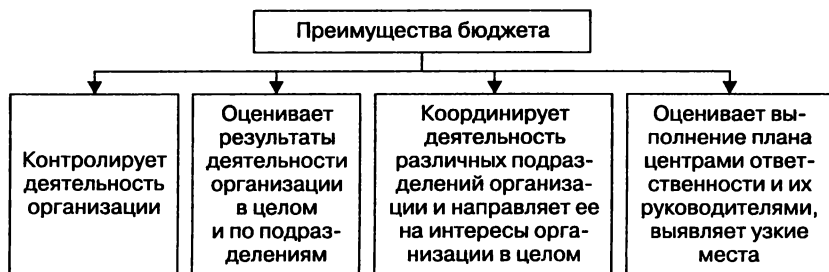 Преимущества бюджета
Контролирует
деятельность
организации
Оценивает
результаты
деятельности
организации
в целом
и по подраз-
делениям
Координирует
деятельность
различных подраз-
делений организа-
ции и направляет ее
на интересы орга-
низации в целом
Оценивает вы-
полнение плана
центрами ответ-
ственности и их
руководителями,
выявляет узкие
места